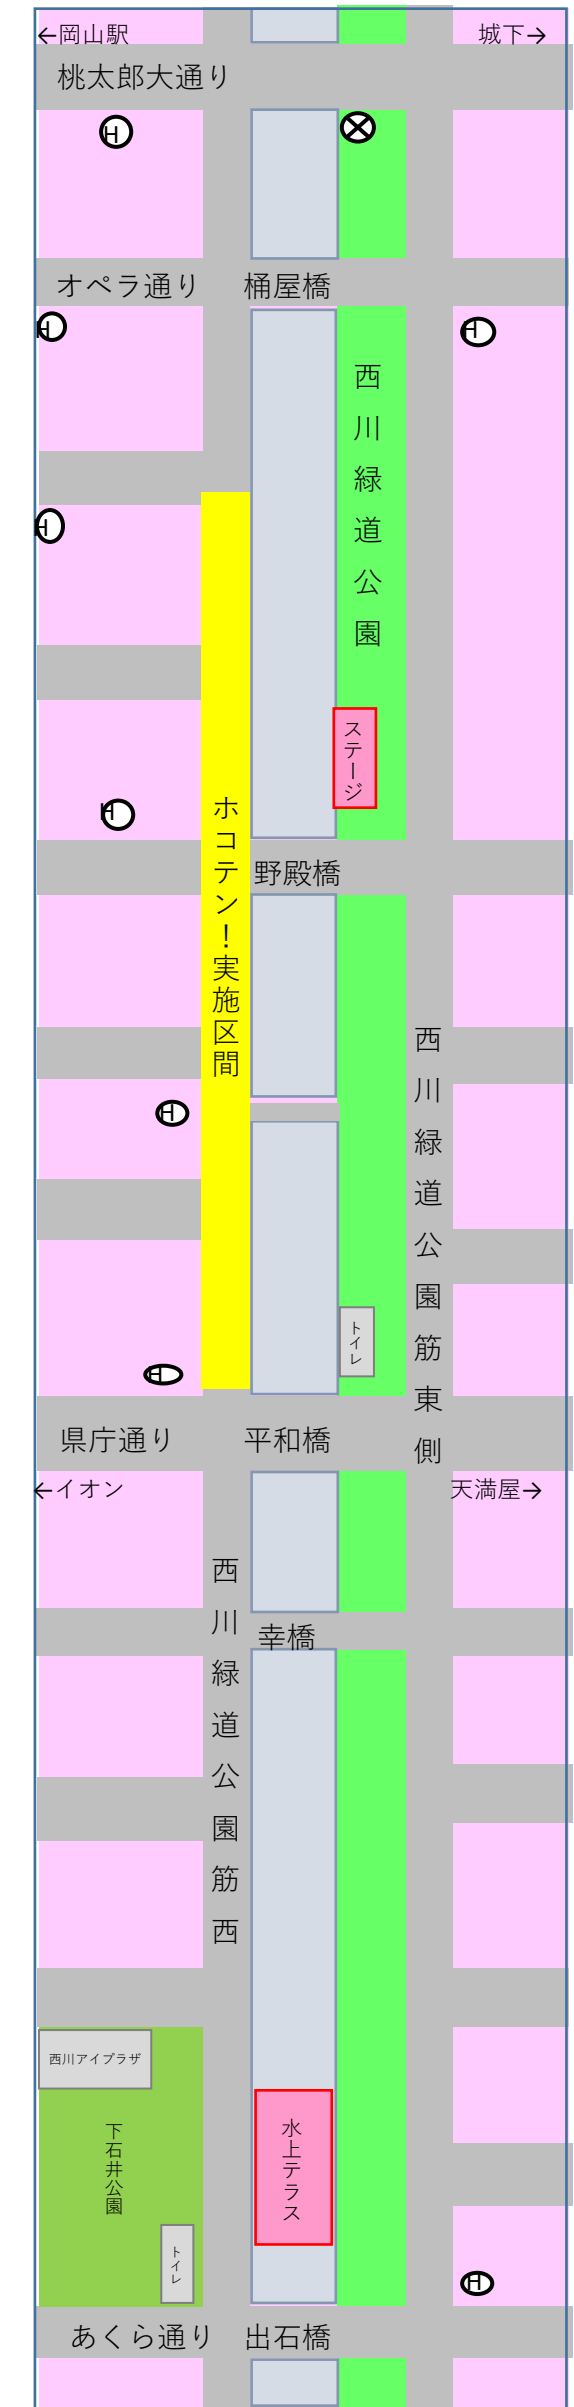 ←岡山駅
城下→
桃太郎大通り
H
オペラ通り
桶屋橋
H
H
西川緑道公園
H
ステージ
ホコテン！実施区間
H
野殿橋
西川緑道公園筋東側
H
トイレ
H
県庁通り
平和橋
←イオン
天満屋→
西川緑道公園筋西
幸橋
西川アイプラザ
下石井公園
水上テラス
トイレ
H
あくら通り
出石橋